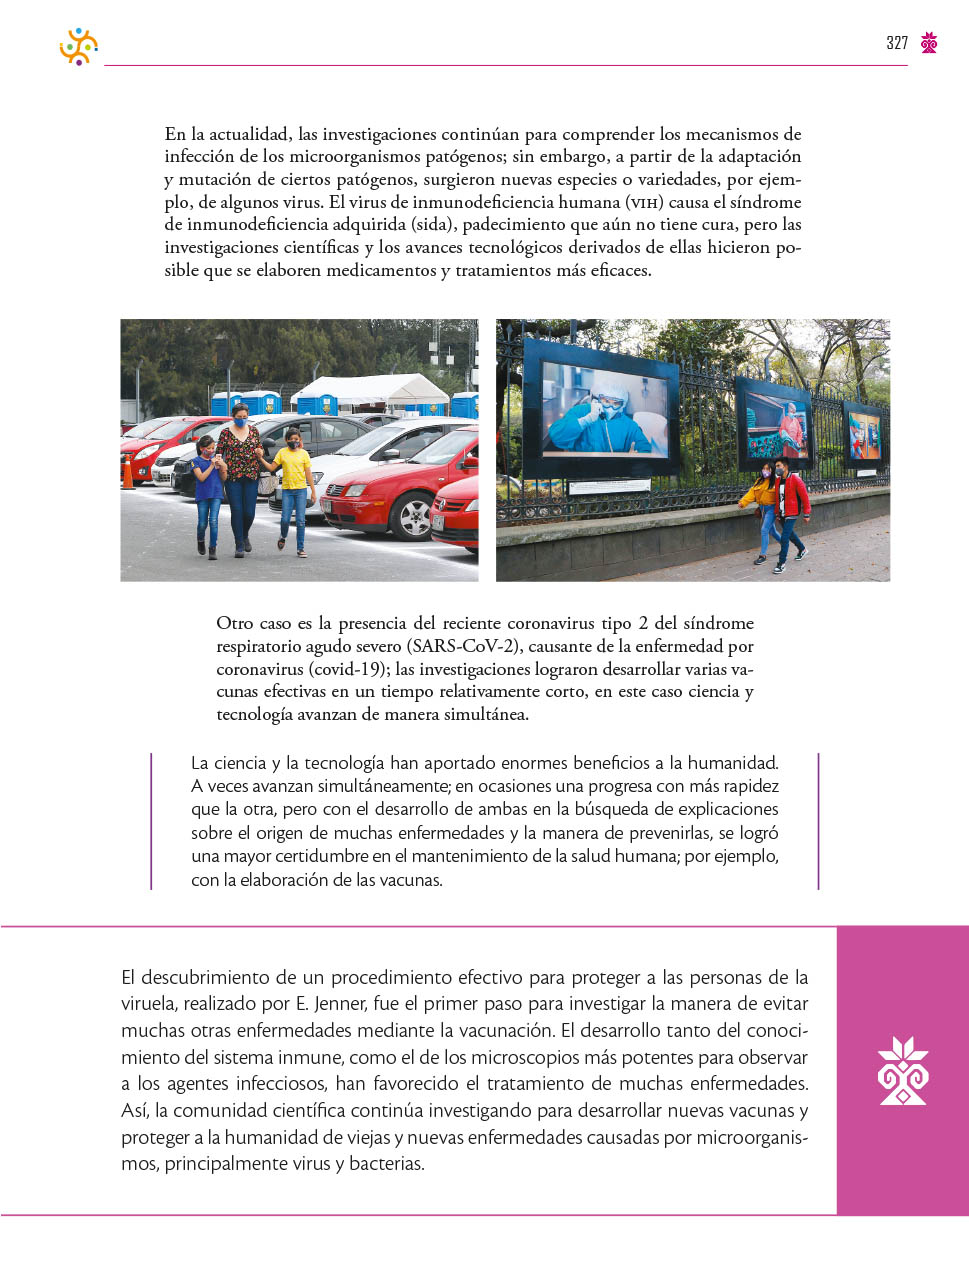 327
En la actualidad, las investigaciones continúan para comprender los mecanismos de
infección de los microorganismos patógenos; sin embargo, a partir de la adaptación
y mutación de ciertos patógenos, surgieron nuevas especies o variedades, por ejem-
plo, de algunos virus. El virus de inmunodeficiencia humana (VIH) causa el síndrome
de inmunodeficiencia adquirida (sida), padecimiento que aún no tiene cura, pero las
investigaciones científicas y los avances tecnológicos derivados de ellas hicieron po-
sible que se elaboren medicamentos y tratamientos más eficaces.
Otro caso es la presencia del reciente coronavirus tipo 2 del síndrome
respiratorio agudo severo (SARS-CoV-2), causante de la enfermedad por
coronavirus (covid-19); las investigaciones lograron desarrollar varias va-
cunas efectivas en un tiempo relativamente corto, en este caso ciencia y
tecnología avanzan de manera simultánea.
La ciencia y la tecnología han aportado enormes beneficios a la humanidad.
A veces avanzan simultáneamente; en ocasiones una progresa con más rapidez
que la otra, pero con el desarrollo de ambas en la búsqueda de explicaciones
sobre el origen de muchas enfermedades y la manera de prevenirlas, se logró
una mayor certidumbre en el mantenimiento de la salud humana; por ejemplo,
con la elaboración de las vacunas.
El descubrimiento de un procedimiento efectivo para proteger a las personas de la
viruela, realizado por E. Jenner, fue el primer paso para investigar la manera de evitar
muchas otras enfermedades mediante la vacunación. El desarrollo tanto del conoci-
miento del sistema inmune, como el de los microscopios más potentes para observar
a los agentes infecciosos, han favorecido el tratamiento de muchas enfermedades.
Así, la comunidad científica continúa investigando para desarrollar nuevas vacunas y
proteger a la humanidad de viejas y nuevas enfermedades causadas por microorganis-
mos, principalmente virus y bacterias.